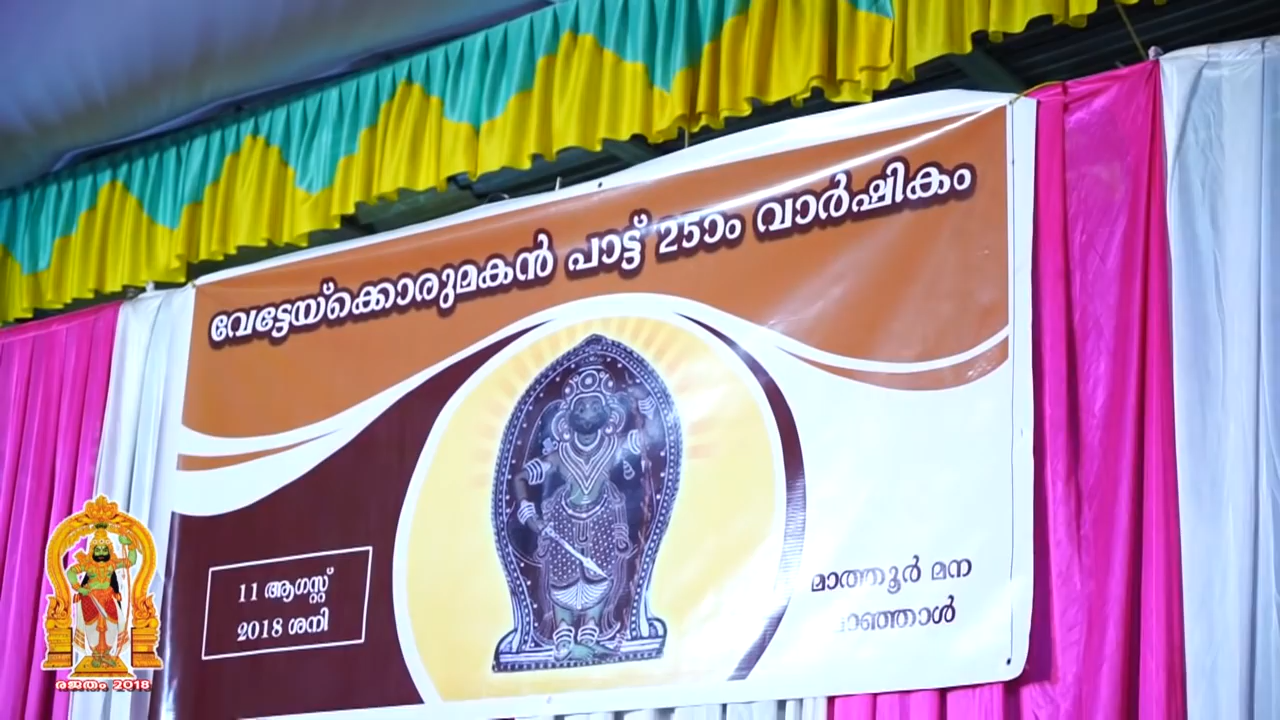 വേട്ടേയ്ക്കൊരുമകൻ പാട്ട് 25ാം വാർഷികം
11 ആഗസ്റ്റ്
2018 ശനി
മാത്തൂർ മന
രജതം 2018